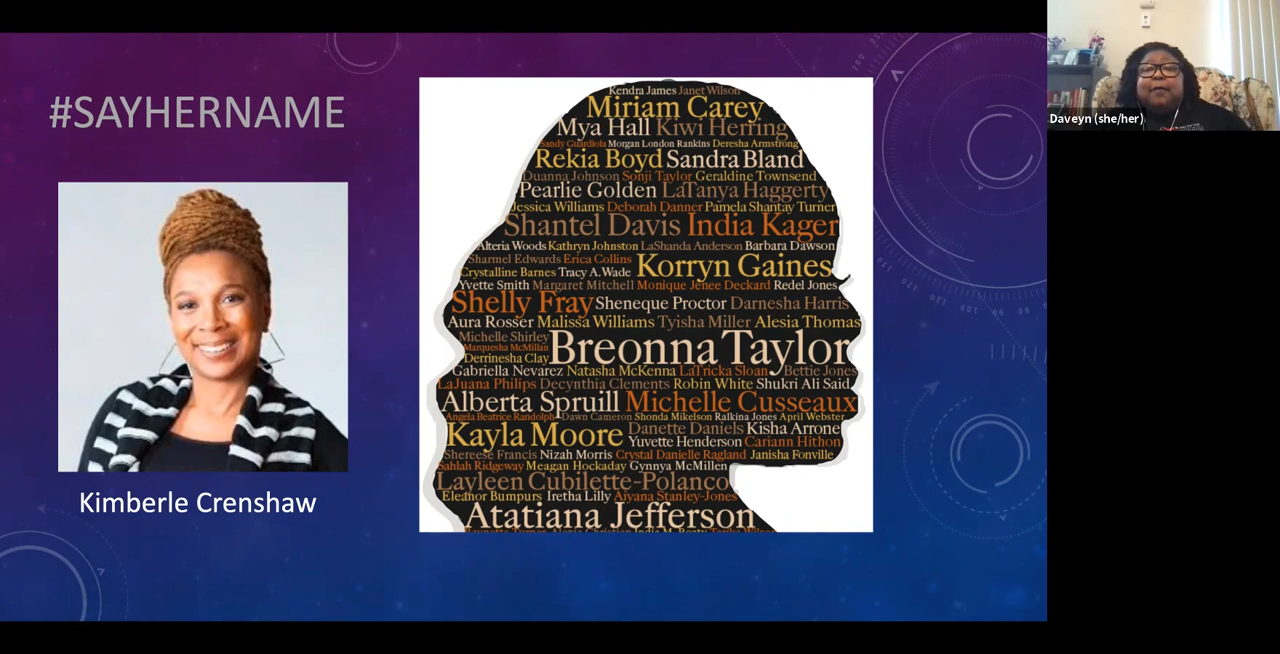 #SAYHERNAME
Kimberle Crenshaw
Kendra James Janet Wilson
Miriam Carey
Mya Hall Kiwi Herring
Sandy Guardiola Morgan London Rankins Deresha Armstrong
Rekia Boyd Sandra Bland
Duanna Johnson Sonji Taylor Geraldine Townsend
Pearlie Golden LaTanya Haggerty
Jessica Williams Deborah Danner Pamela Shantay Turner
Shantel Davis India Kager
Alteria Woods Kathryn Johnston LaShanda Anderson Barbara Dawson
Sharmel Edwards Erica Collins
Crystalline Barnes Tracy A.Wade
Korryn Gaines
Yvette Smith Margaret Mitchell Monique Jenee Deckard Redel Jones
Shelly Fray Sheneque Proctor Darnesha Harris
Aura Rosser Malissa Williams Tyisha Miller Alesia Thomas
Michelle Shirley
Marquesha McMillan
Derrinesha Clay
Breonna Taylor
Gabriella Nevarez Natasha McKenna LaTricka Sloan Bettie Jones
LaJuana Philips Decynthia Clements Robin White Shukri Ali Said
Alberta Spruill Michelle Cusseaux
Angela Beatrice Randolph Dawn Cameron Shonda Mikelson Ralkina Jones April Webster
Kayla Moore
Danette Daniels Kisha Arrone
Yuvette Henderson Cariann Hithon
Shereese Francis Nizah Morris Crystal Danielle Ragland Janisha Fonville
Sahlah Ridgeway Meagan Hockaday Gynnya McMillen
Layleen Cubilette-Polanco
Eleanor Bumpurs Iretha Lilly Aiyana Stanley-Jones
Atatiana Jefferson
Daveyn (she/her)